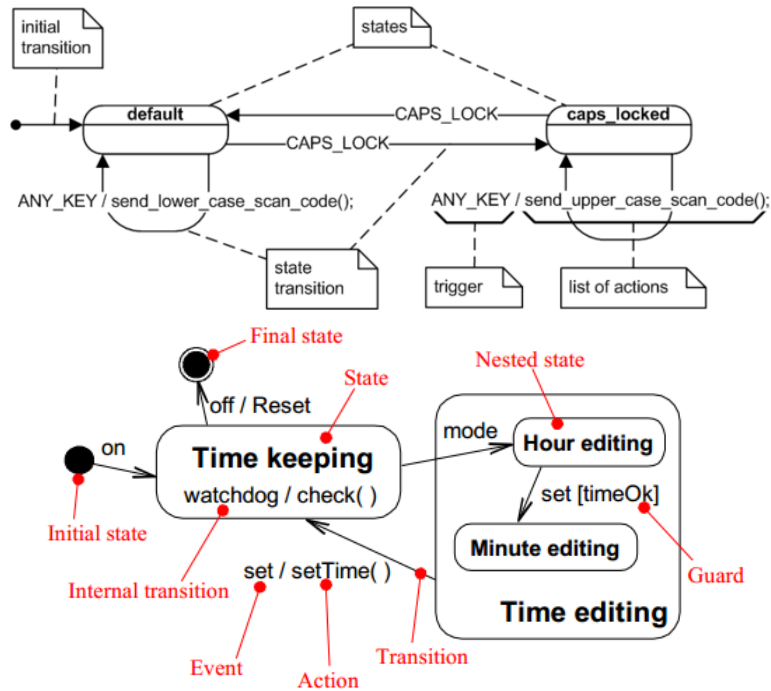 initial
transition
states
default
CAPS_LOCK
caps_locked
CAPS_LOCK
ANY_KEY / send_lower_case_scan_code();
ANY_KEY / send_upper_case_scan_code();
state
transition
trigger
list of actions
Final state
Nested state
State
off / Reset
mode
Hour editing
on
Time keeping
watchdog / check( )
set [timeOk]
Initial state
Minute editing
Guard
Internal transition
set / setTime( )
Time editing
Transition
Event
Action